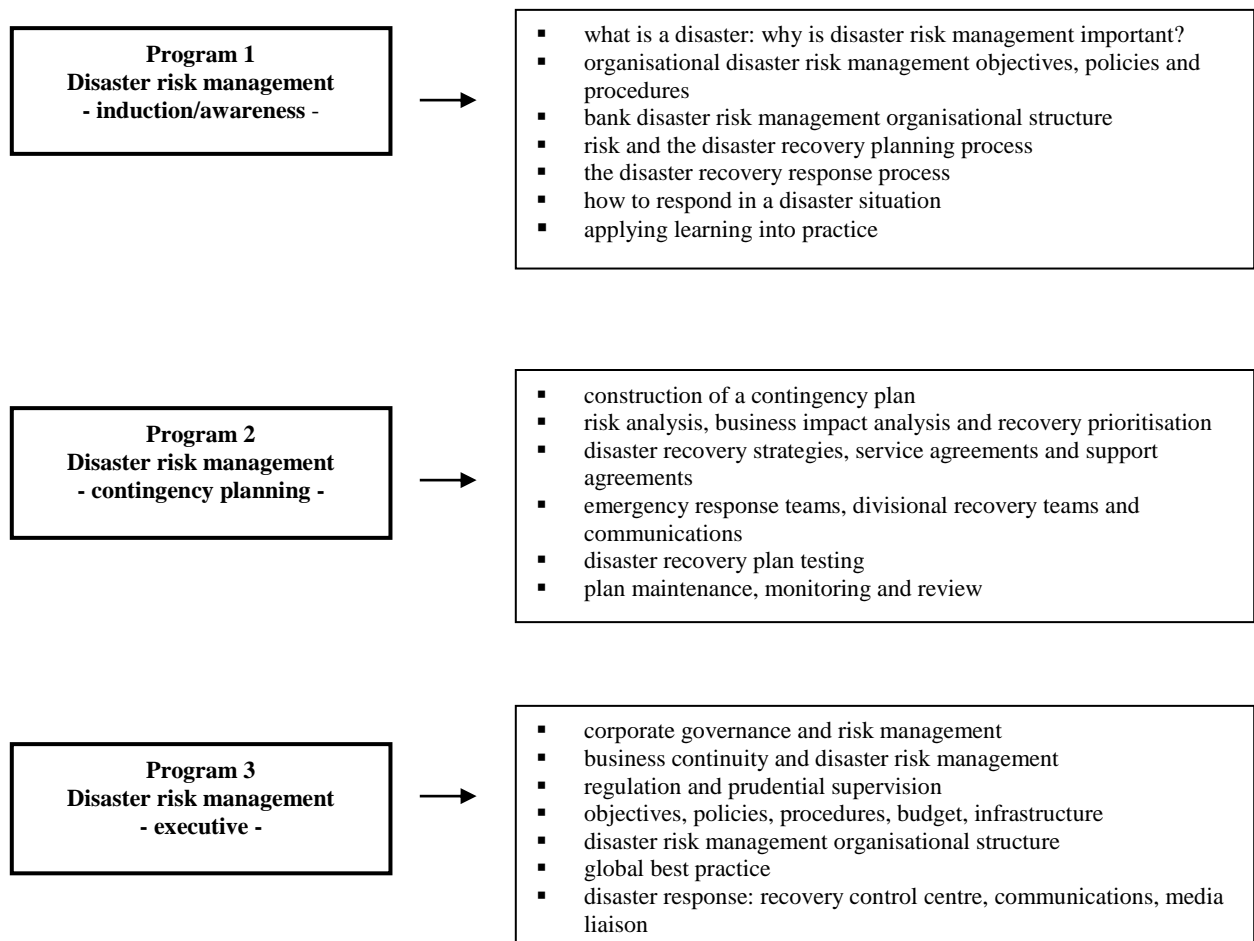 Program 1
Disaster risk management
- induction/awareness -
▪ what is a disaster: why is disaster risk management important?
▪ organisational disaster risk management objectives, policies and
procedures
▪ bank disaster risk management organisational structure
▪ risk and the disaster recovery planning process
▪ the disaster recovery response process
▪ how to respond in a disaster situation
▪ applying learning into practice
Program 2
Disaster risk management
- contingency planning -
▪ construction of a contingency plan
▪ risk analysis, business impact analysis and recovery prioritisation
▪ disaster recovery strategies, service agreements and support
agreements
▪ emergency response teams, divisional recovery teams and
communications
▪ disaster recovery plan testing
▪ plan maintenance, monitoring and review
Program 3
Disaster risk management
- executive -
▪ corporate governance and risk management
▪ business continuity and disaster risk management
▪ regulation and prudential supervision
▪ objectives, policies, procedures, budget, infrastructure
▪ disaster risk management organisational structure
▪ global best practice
▪ disaster response: recovery control centre, communications, media
liaison